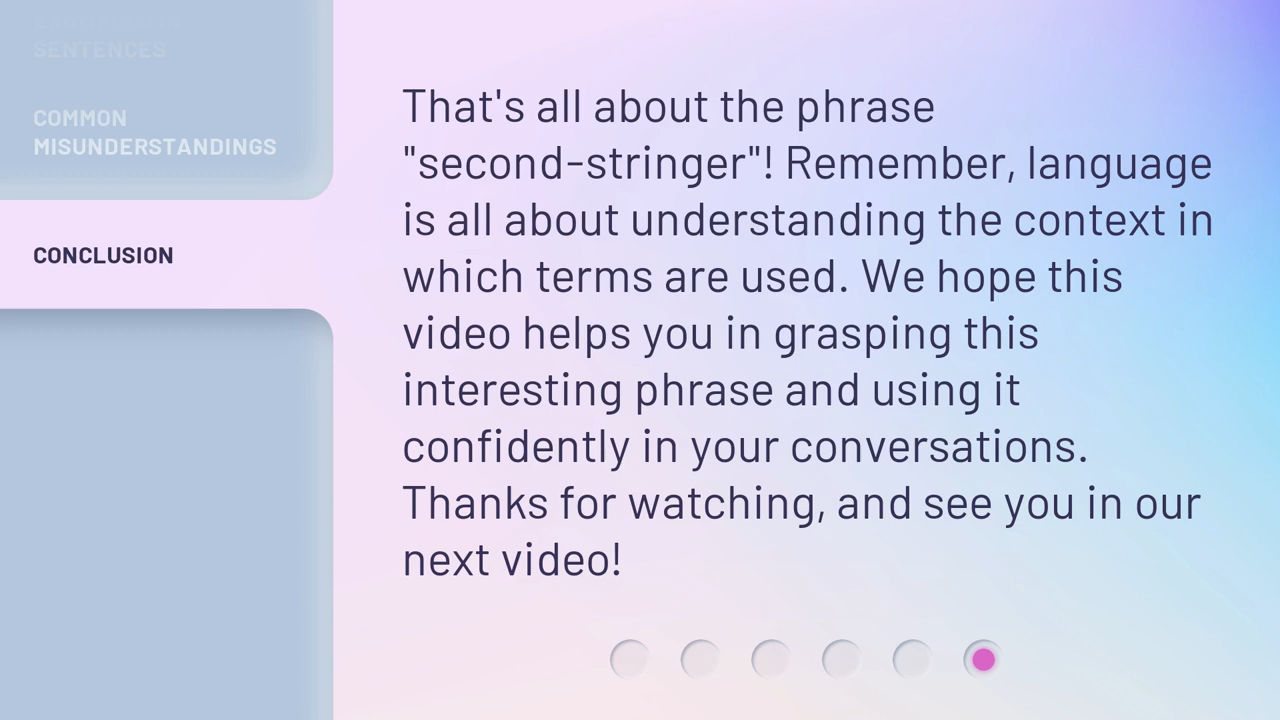 SENTENCES
COMMON
MISUNDERSTANDINGS
CONCLUSION
That's all about the phrase
"second-stringer"! Remember, language
is all about understanding the context in
which terms are used. We hope this
video helps you in grasping this
interesting phrase and using it
confidently in your conversations.
Thanks for watching, and see you in our
next video!